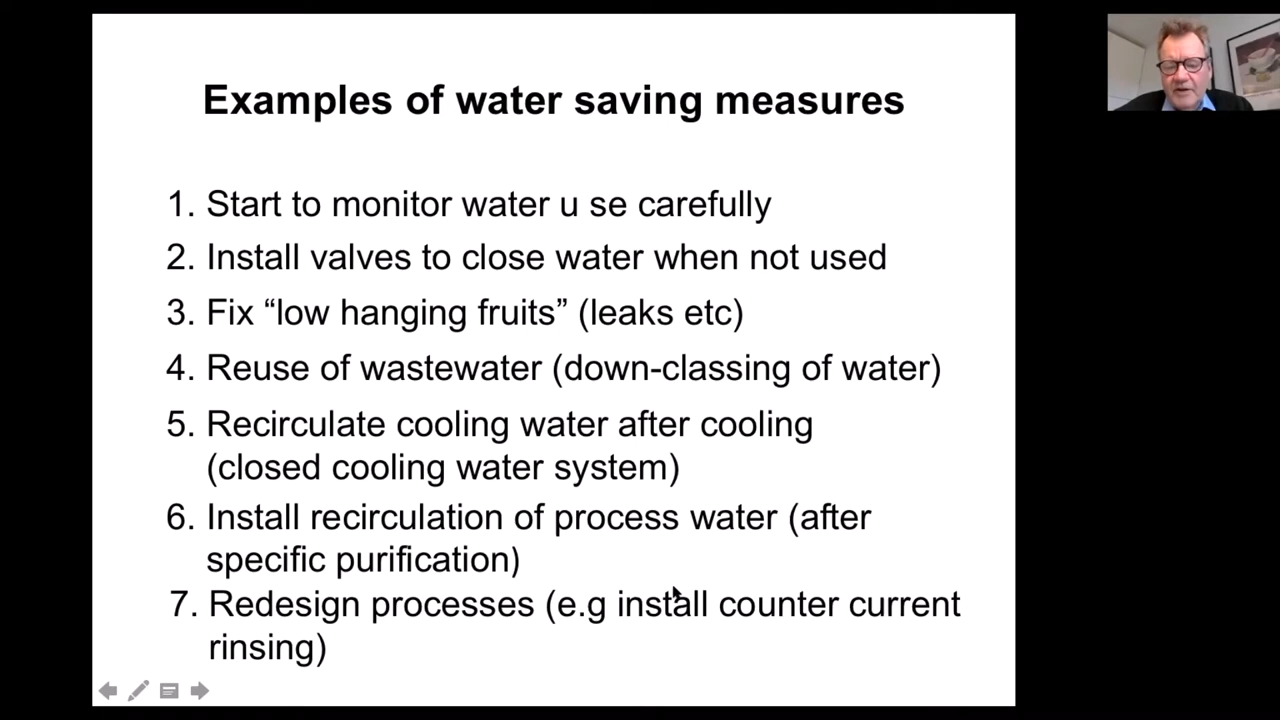 Examples of water saving measures
1. Start to monitor water u se carefully
2. Install valves to close water when not used
3. Fix “low hanging fruits” (leaks etc)
4. Reuse of wastewater (down-classing of water)
5. Recirculate cooling water after cooling
(closed cooling water system)
6. Install recirculation of process water (after
specific purification)
7. Redesign processes (e.g install counter current
rinsing)